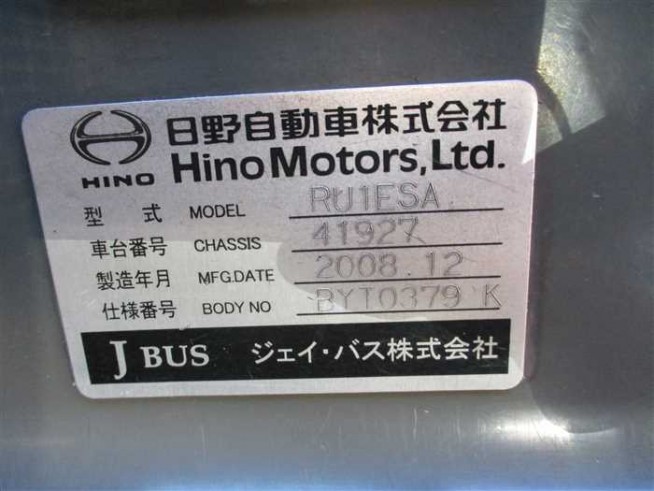 日野自動車株式会社
HINO Hino Motors, Ltd.
型 式 MODEL RU1ESA
車台番号 CHASSIS 41927
製造年月 MFG.DATE 2008.12
仕様番号 BODY NO BYT0379 K
J BUS ジェイ・バス株式会社